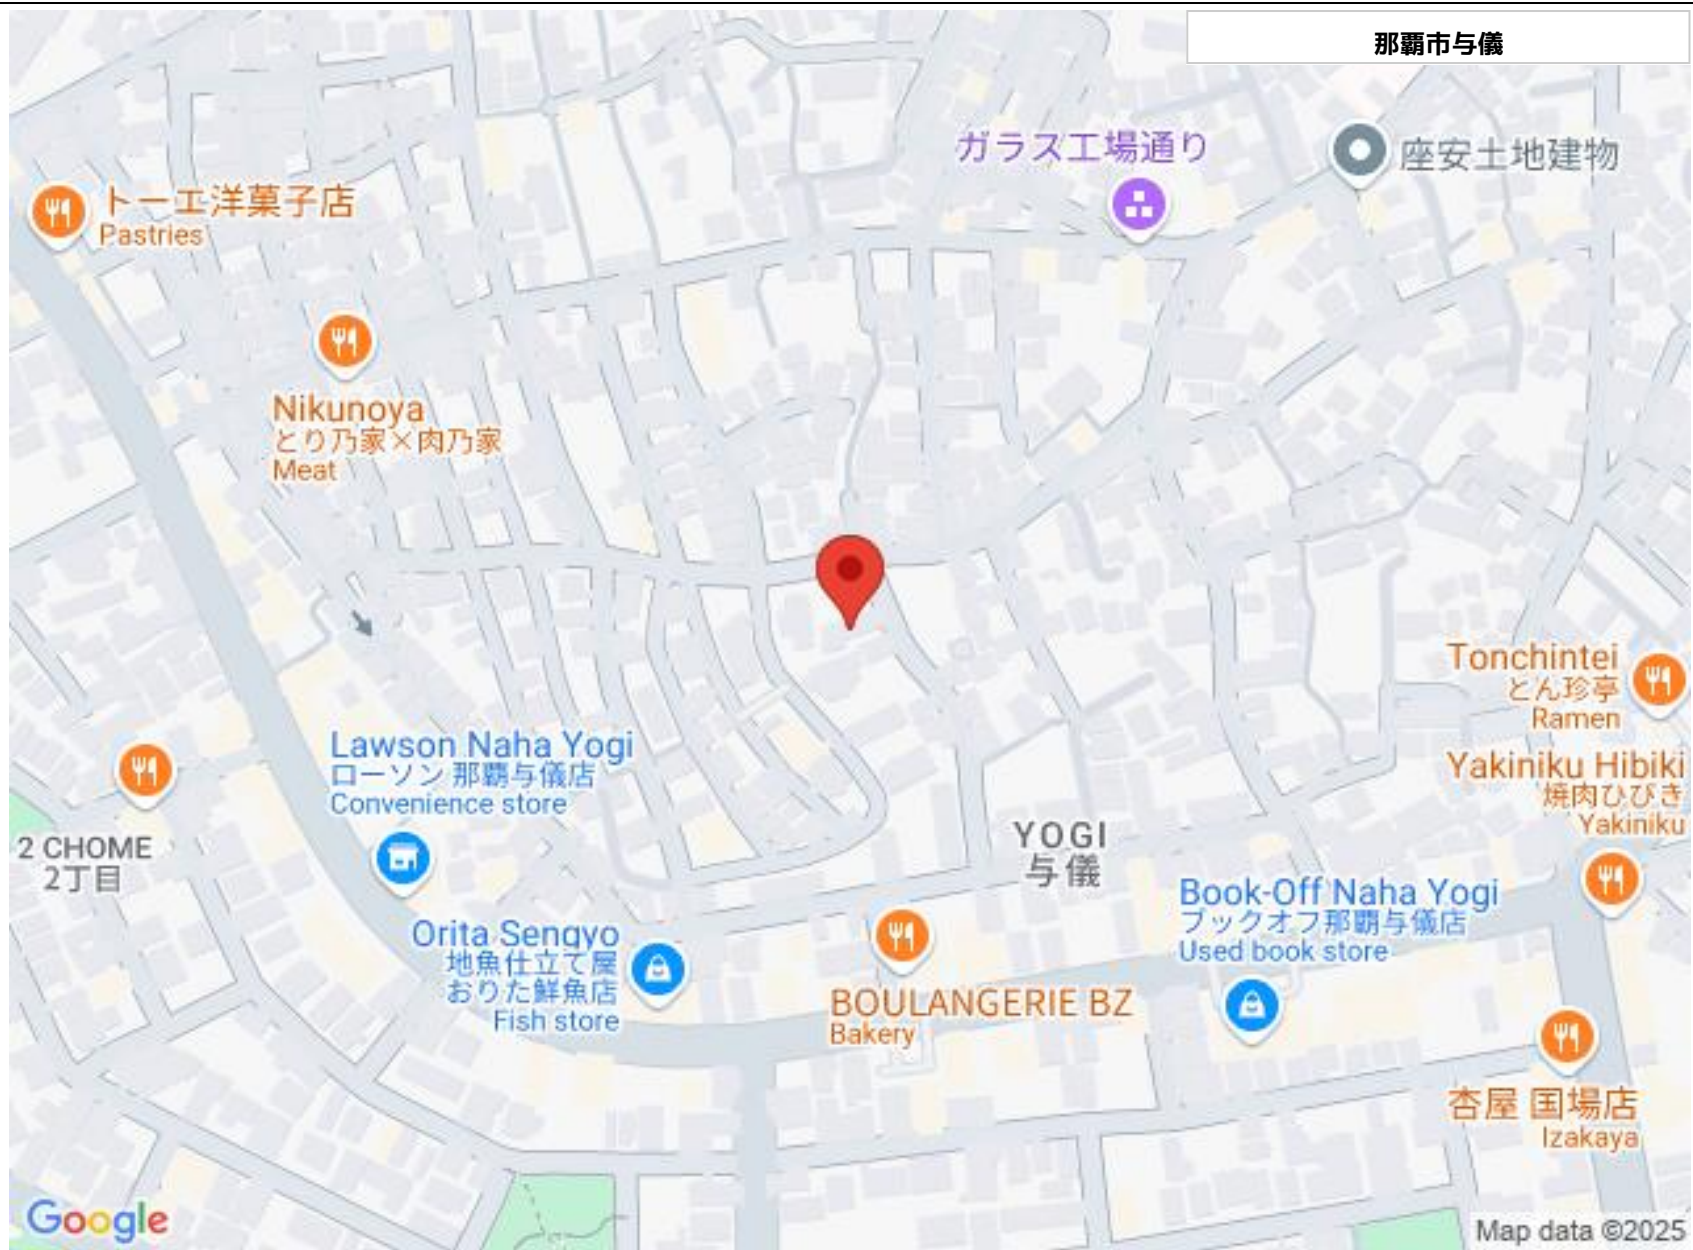 那覇市与儀
ガラス工場通り
座安土地建物
トーエ洋菓子店
Pastries
Nikunoya
とり乃家×肉乃家
Meat
Tonchintei
とん珍亭
Ramen
Lawson Naha Yogi
ローソン 那覇与儀店
Convenience store
Yakiniku Hibiki
焼肉ひびき
Yakiniku
2 CHOME
2丁目
YOGI
与儀
Book-Off Naha Yogi
ブックオフ那覇与儀店
Used book store
Orita Sengyo
地魚仕立て屋
おりた鮮魚店
Fish store
BOULANGERIE BZ
Bakery
杏屋 国場店
Izakaya
Google
Map data ©2025